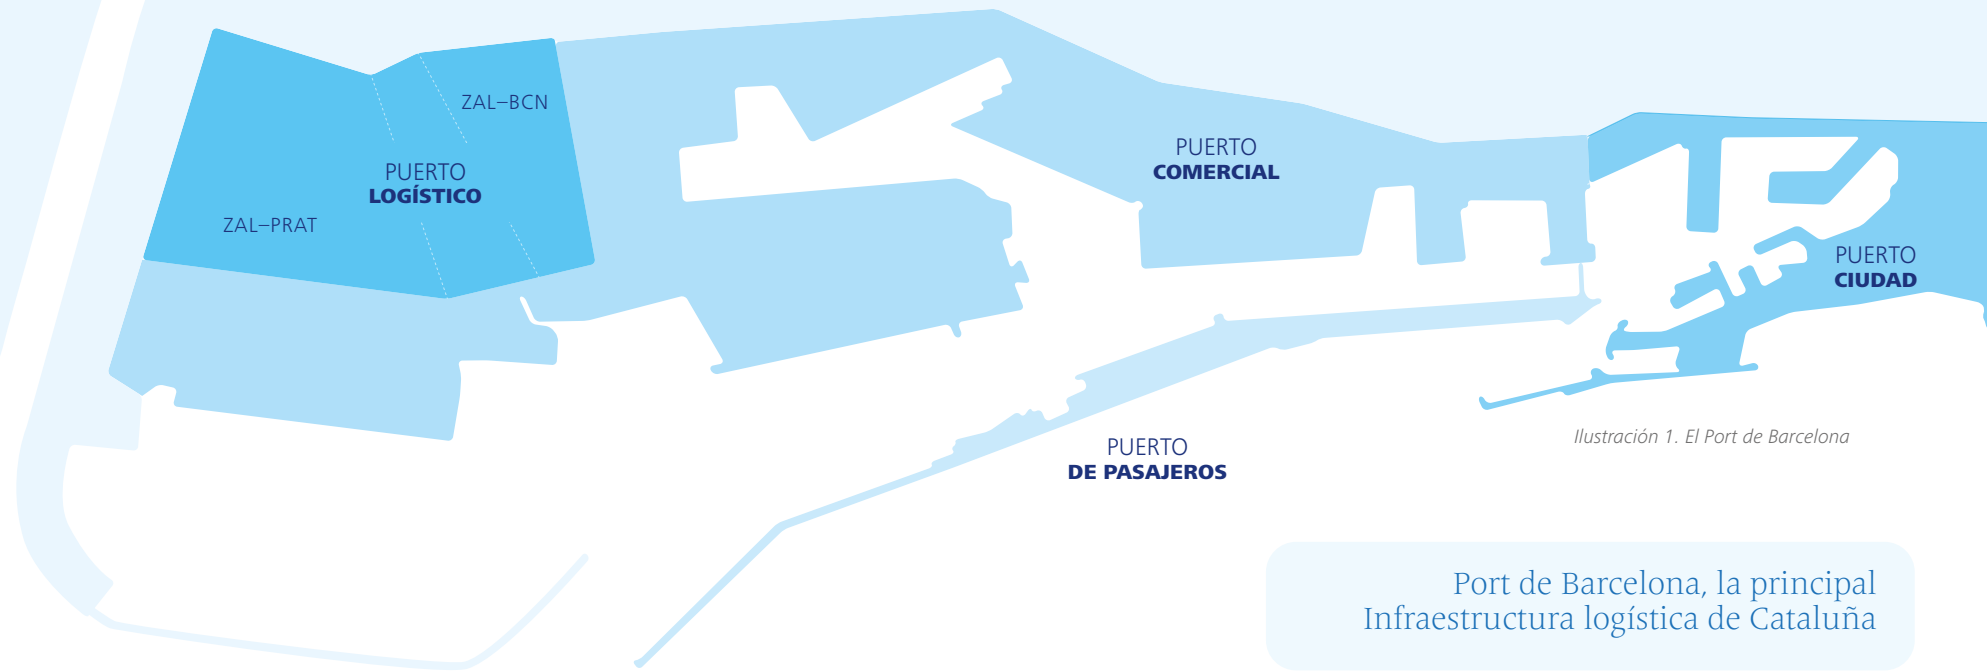 ZAL–BCN
PUERTO
LOGÍSTICO
ZAL–PRAT
PUERTO
COMERCIAL
PUERTO
CIUDAD
PUERTO
DE PASAJEROS
Ilustración 1. El Port de Barcelona
Port de Barcelona, la principal
Infraestructura logística de Cataluña